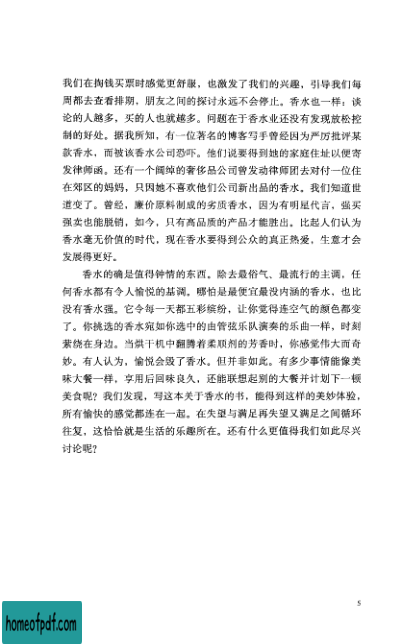 我们在掏钱买票时感觉更舒服，也激发了我们的兴趣，引导我们每
周都去查看排期，朋友之间的探讨永远不会停止。香水也一样：谈
论的人越多，买的人也就越多。问题在于香水业还没有发现放松控
制的好处。据我所知，有一位著名的博客写手曾经因为严厉批评某
款香水，而被该香水公司恐吓。他们说要得到她的家庭住址以便寄
发律师函。还有一个阔绰的奢侈品公司曾发动律师团去对付一位住
在郊区的妈妈，只因她不喜欢他们公司新出品的香水。我们知道世
道变了。曾经，廉价原料制成的劣质香水，因为有明星代言，强买
强卖也能脱销，如今，只有高品质的产品才能胜出。比起人们认为
香水毫无价值的时代，现在香水要得到公众的真正热爱，生意才会
发展得更好。
香水的确是值得钟情的东西。除去最俗气、最流行的主调，任
何香水都有令人愉悦的基调。哪怕是最便宜最没内涵的香水，也比
没有香水强。它令每一天都五彩缤纷，让你觉得连空气的颜色都变
了。你挑选的香水宛如你选中的由管弦乐队演奏的乐曲一样，时刻
萦绕在身边。当烘干机中翻腾着柔顺剂的芳香时，你感觉伟大而奇
妙。有人认为，愉悦会毁了香水。但并非如此。有多少事情能像美
味大餐一样，享用后回味良久，还能联想起别的大餐并计划下一顿
美食呢？我们发现，写这本关于香水的书，能得到这样的美妙体验，
所有愉快的感觉都连在一起。在失望与满足再失望又满足之间循环
往复，这恰恰就是生活的乐趣所在。还有什么更值得我们如此尽兴
讨论呢？
5
homeofpdf.com